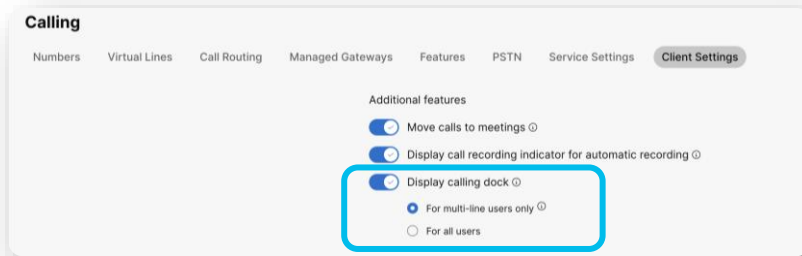 Calling
Numbers Virtual Lines Call Routing Managed Gateways Features PSTN Service Settings Client Settings
Additional features
Move calls to meetings
Display call recording indicator for automatic recording
Display calling dock
For multi-line users only
For all users